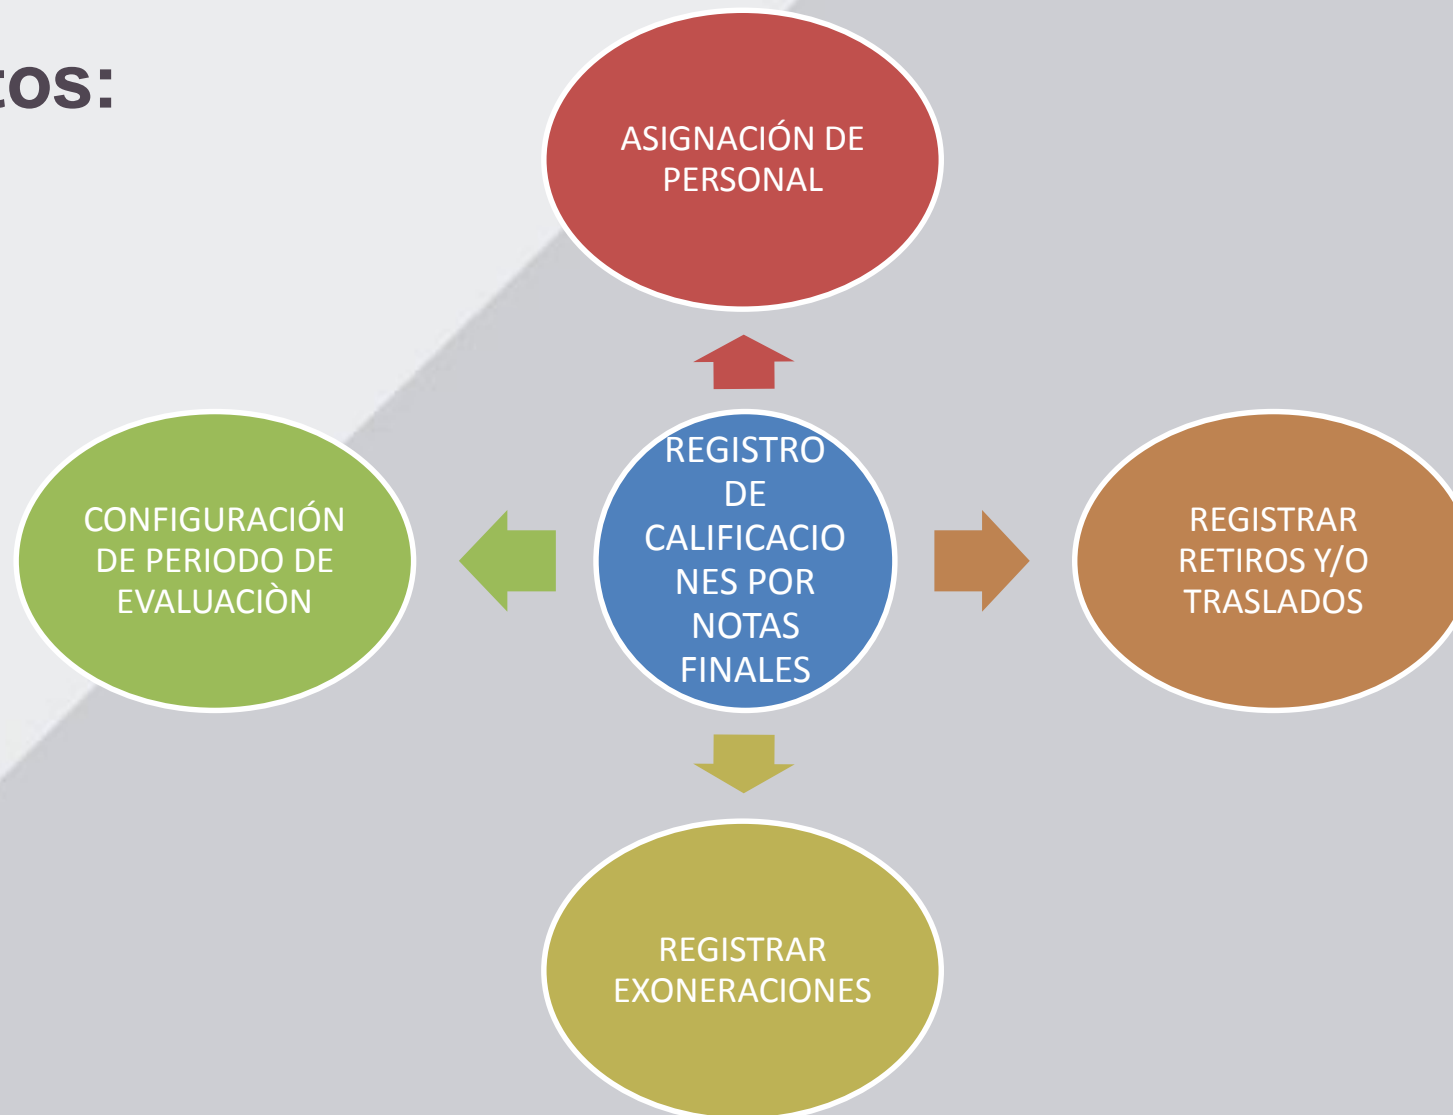 tos:
ASIGNACIÓN DE
PERSONAL
CONFIGURACIÓN
DE PERIODO DE
EVALUACIÒN
REGISTRO
DE
CALIFICACIO
NES POR
NOTAS
FINALES
REGISTRAR
RETIROS Y/O
TRASLADOS
REGISTRAR
EXONERACIONES